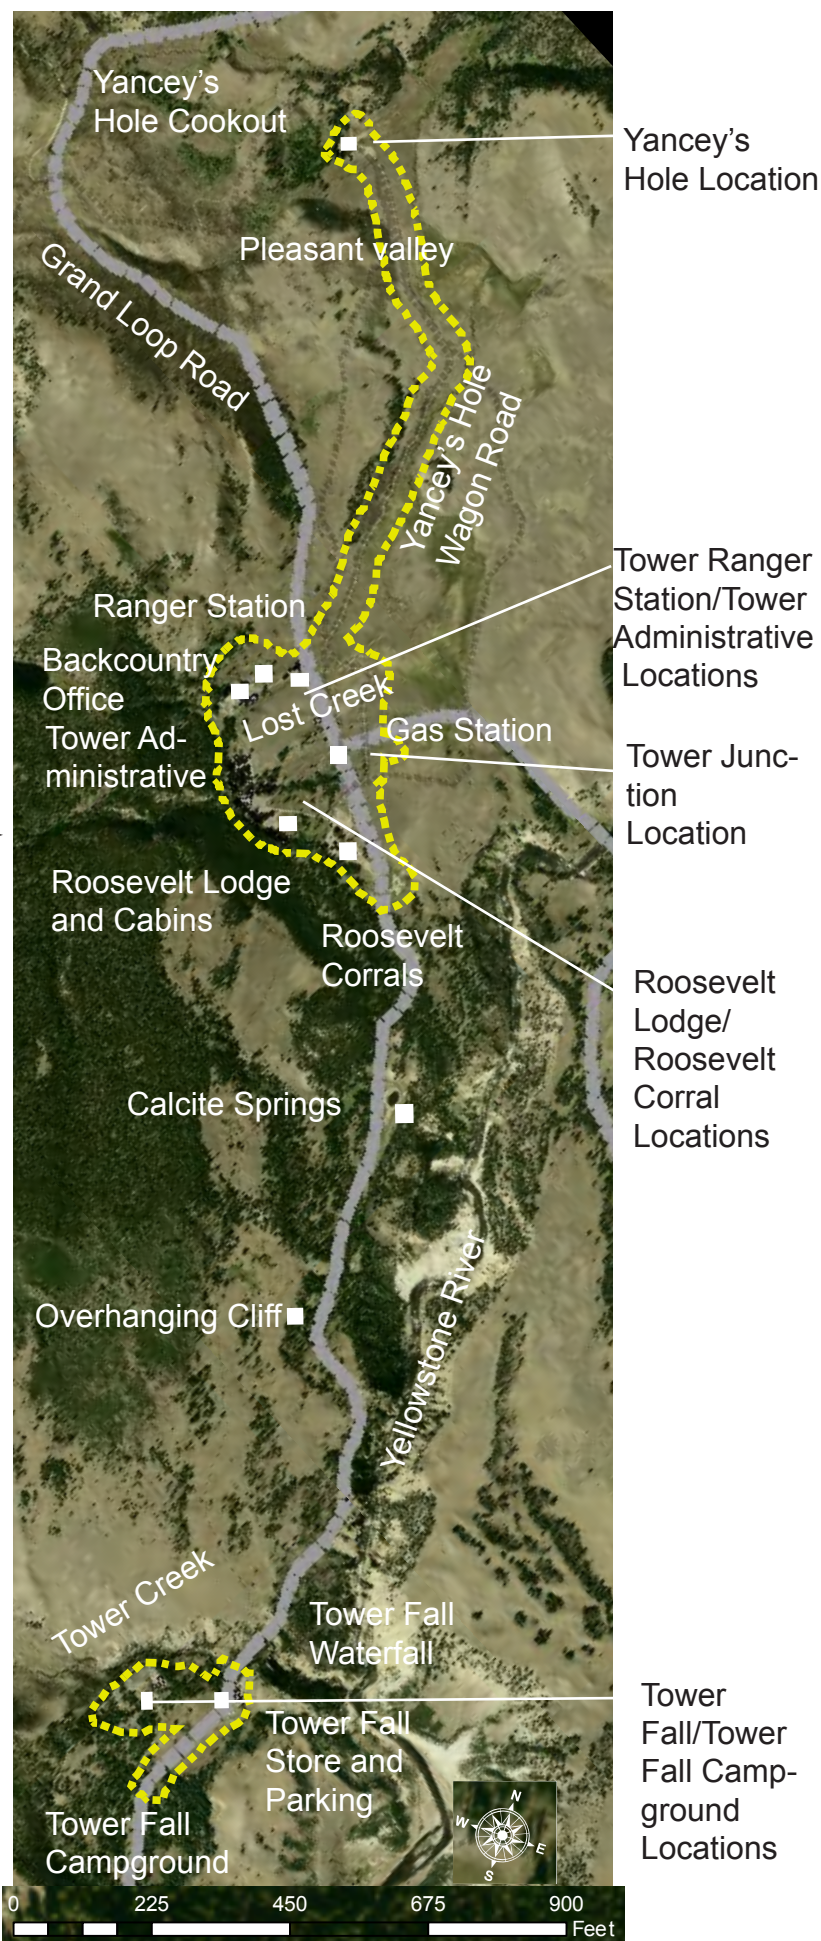 Yancey's
Hole Cookout
Yancey's
Hole Location
Pleasant valley
Grand Loop Road
Yancey's Hole
Wagon Road
Tower Ranger
Station/Tower
Administrative
Locations
Ranger Station
Backcountry
Office
Tower Ad-
ministrative
Lost Creek
Gas Station
Tower Junc-
tion
Location
Roosevelt Lodge
and Cabins
Roosevelt
Corrals
Roosevelt
Lodge/
Roosevelt
Corral
Locations
Calcite Springs
Overhanging Cliff
Yellowstone River
Tower Creek
Tower Fall
Waterfall
Tower Fall
Store and
Parking
Tower
Fall/Tower
Fall Camp-
ground
Locations
Tower Fall
Campground
N
W
E
S
0 225 450 675 900
Feet